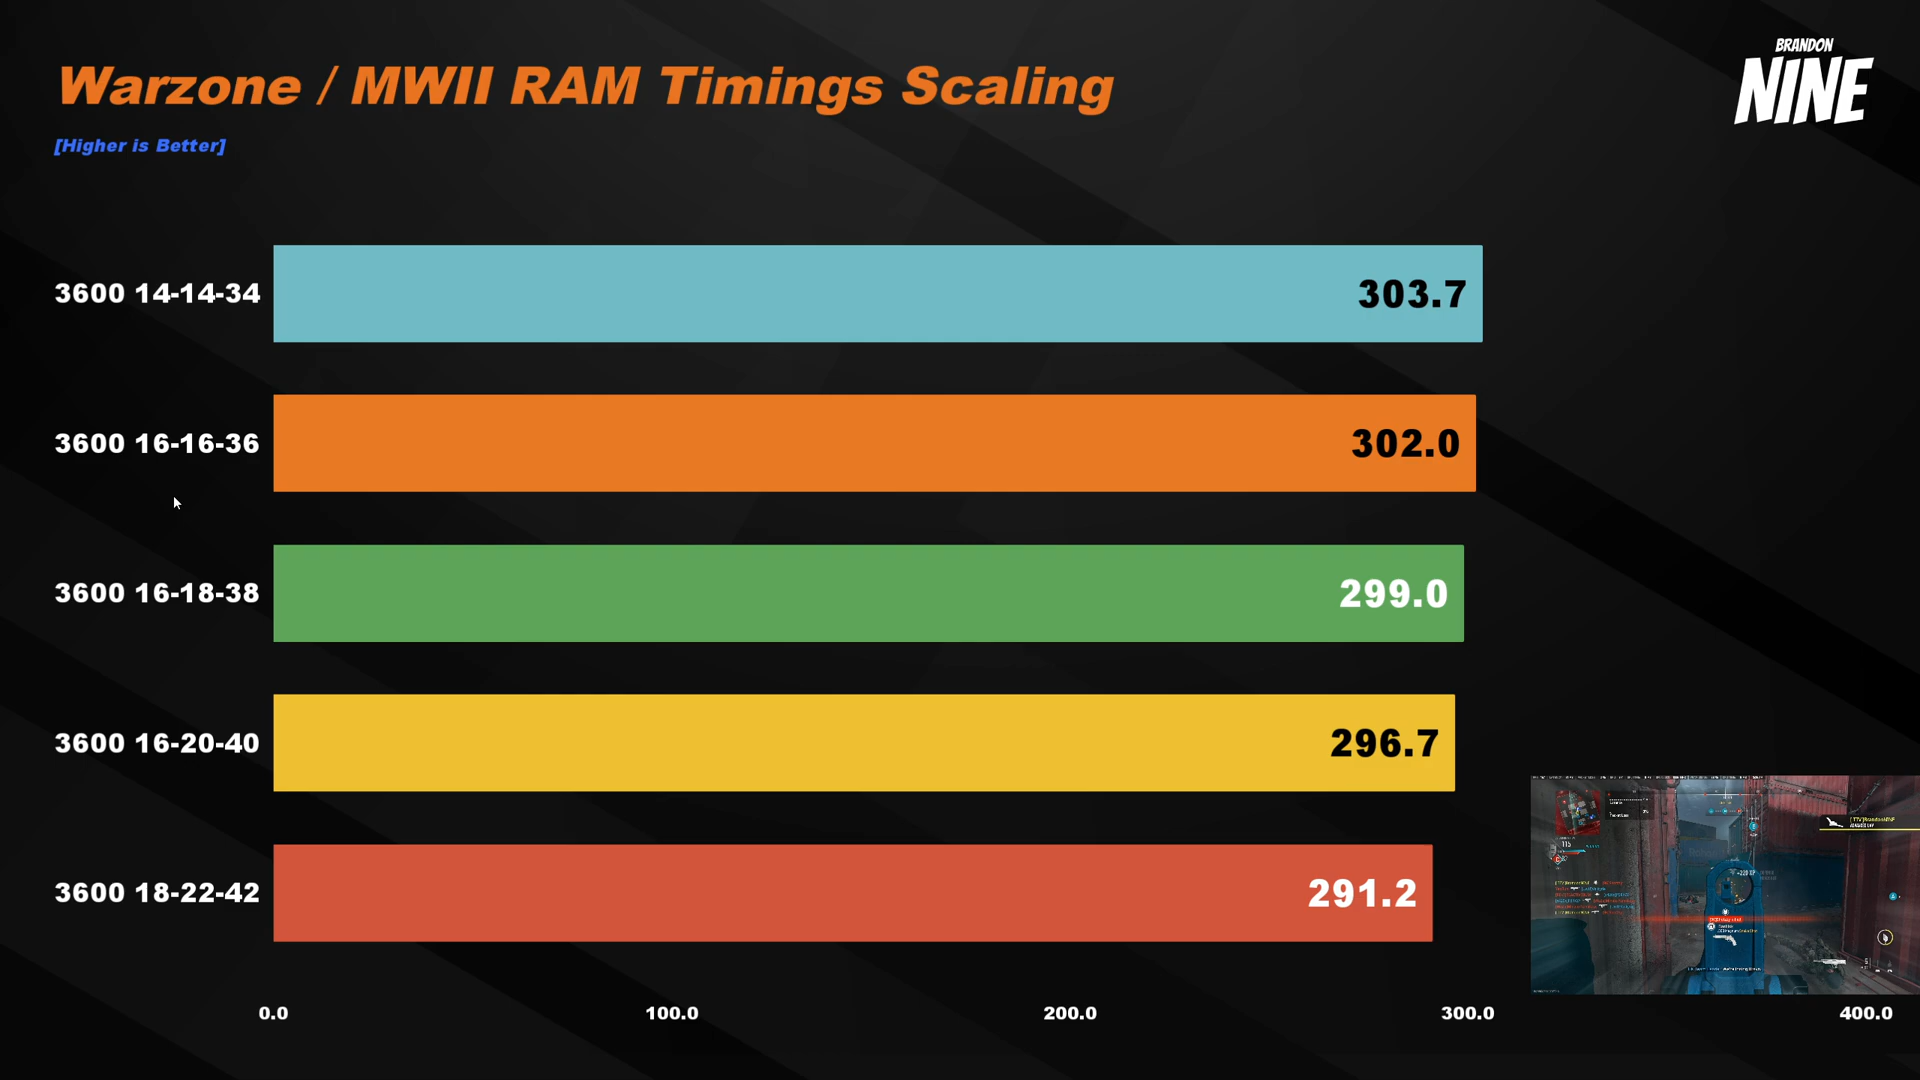 Warzone / MWII RAM Timings Scaling
BRANDON
NINE
[Higher is Better]
3600 14-14-34
303.7
3600 16-16-36
302.0
3600 16-18-38
299.0
3600 16-20-40
296.7
3600 18-22-42
291.2
0.0 100.0 200.0 300.0 400.0